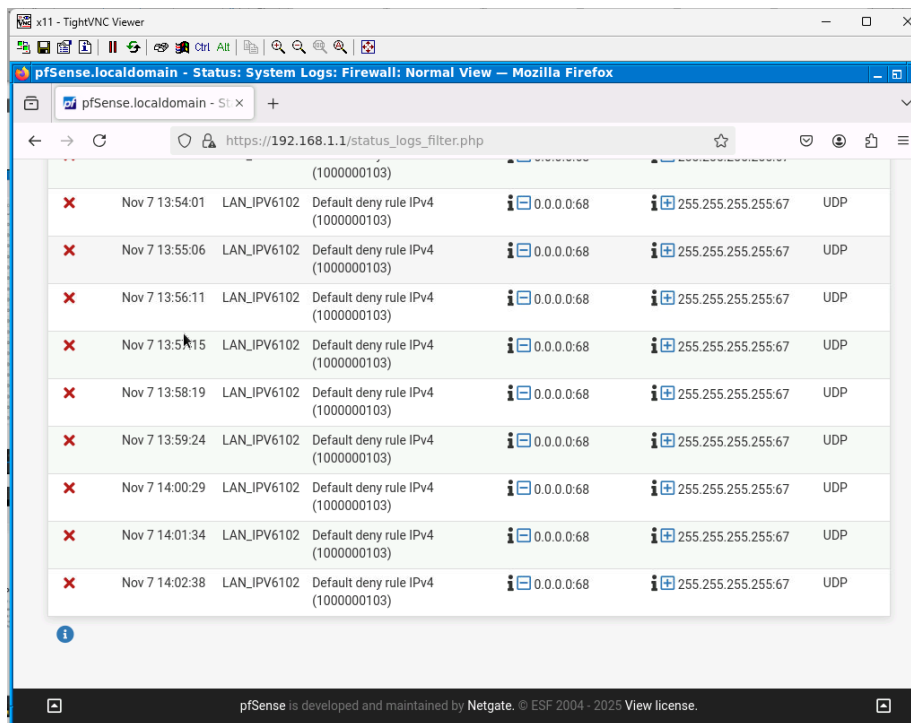 x11 - TightVNC Viewer
Ctrl Alt
pfSense.localdomain - Status: System Logs: Firewall: Normal View — Mozilla Firefox
pfSense.localdomain - St
https://192.168.1.1/status_logs_filter.php
(1000000103)
Nov 7 13:54:01 LAN_IPV6102 Default deny rule IPv4 0.0.0.0:68 255.255.255.255:67 UDP
(1000000103)
Nov 7 13:55:06 LAN_IPV6102 Default deny rule IPv4 0.0.0.0:68 255.255.255.255:67 UDP
(1000000103)
Nov 7 13:56:11 LAN_IPV6102 Default deny rule IPv4 0.0.0.0:68 255.255.255.255:67 UDP
(1000000103)
Nov 7 13:57:15 LAN_IPV6102 Default deny rule IPv4 0.0.0.0:68 255.255.255.255:67 UDP
(1000000103)
Nov 7 13:58:19 LAN_IPV6102 Default deny rule IPv4 0.0.0.0:68 255.255.255.255:67 UDP
(1000000103)
Nov 7 13:59:24 LAN_IPV6102 Default deny rule IPv4 0.0.0.0:68 255.255.255.255:67 UDP
(1000000103)
Nov 7 14:00:29 LAN_IPV6102 Default deny rule IPv4 0.0.0.0:68 255.255.255.255:67 UDP
(1000000103)
Nov 7 14:01:34 LAN_IPV6102 Default deny rule IPv4 0.0.0.0:68 255.255.255.255:67 UDP
(1000000103)
Nov 7 14:02:38 LAN_IPV6102 Default deny rule IPv4 0.0.0.0:68 255.255.255.255:67 UDP
(1000000103)
pfSense is developed and maintained by Netgate. © ESF 2004 - 2025 View license.